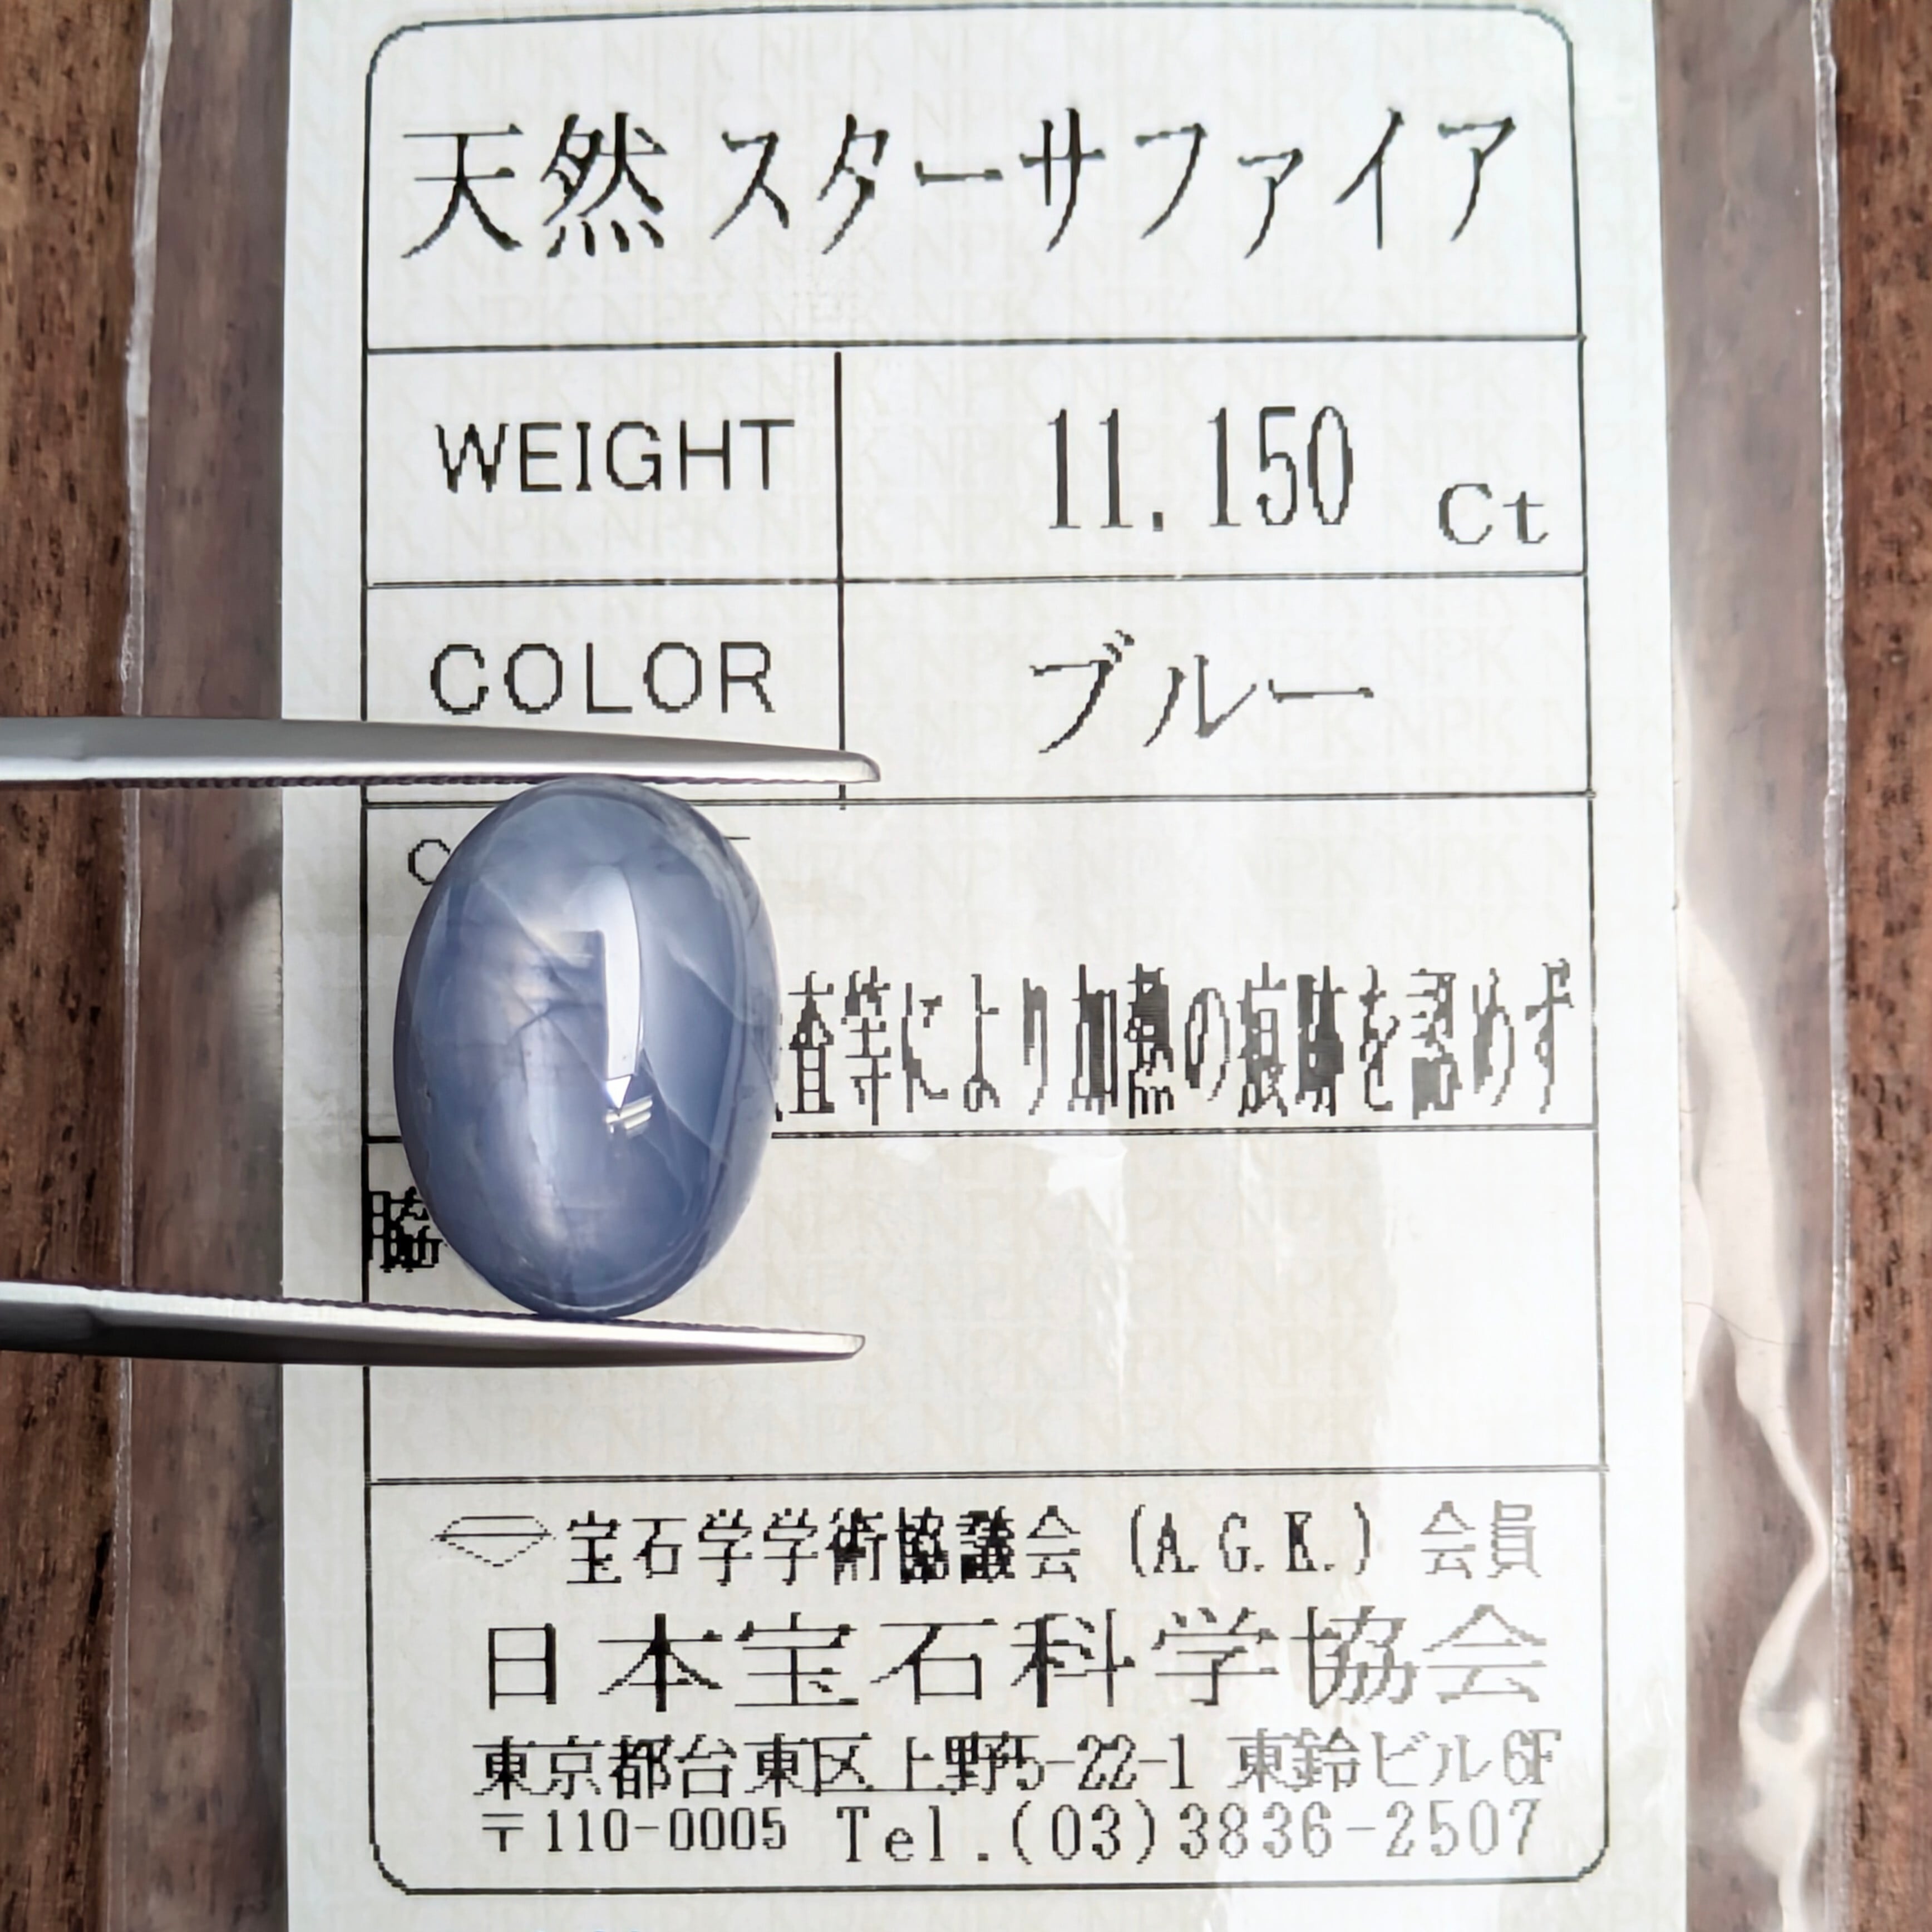 天然 スターサファイア
WEIGHT 11.150 Ct
COLOR ブルー
査等により加熱の痕跡を認めず
宝石学学術協議会 (A.G.K.) 会員
日本宝石科学協会
東京都台東区上野5-22-1 東鈴ビル6F
〒110-0005 Tel.(03)3836-2507